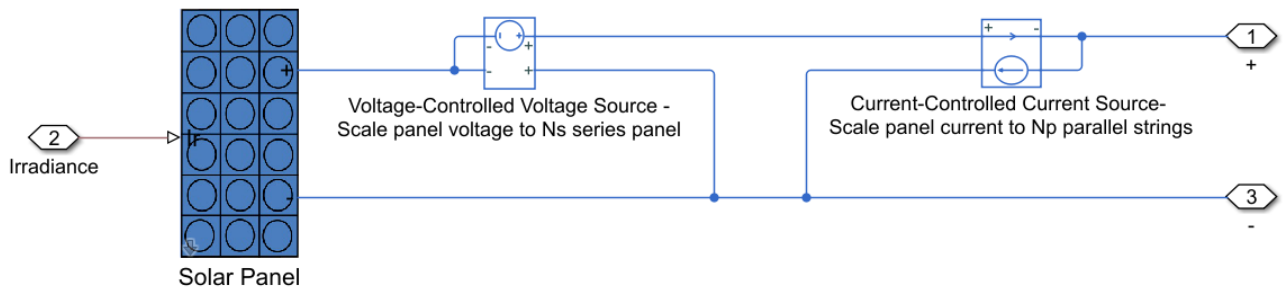 +
-
+
-
+
+
-
1
+
Voltage-Controlled Voltage Source -
Scale panel voltage to Ns series panel
Current-Controlled Current Source-
Scale panel current to Np parallel strings
2
Irradiance
Ir
-
3
-
Solar Panel